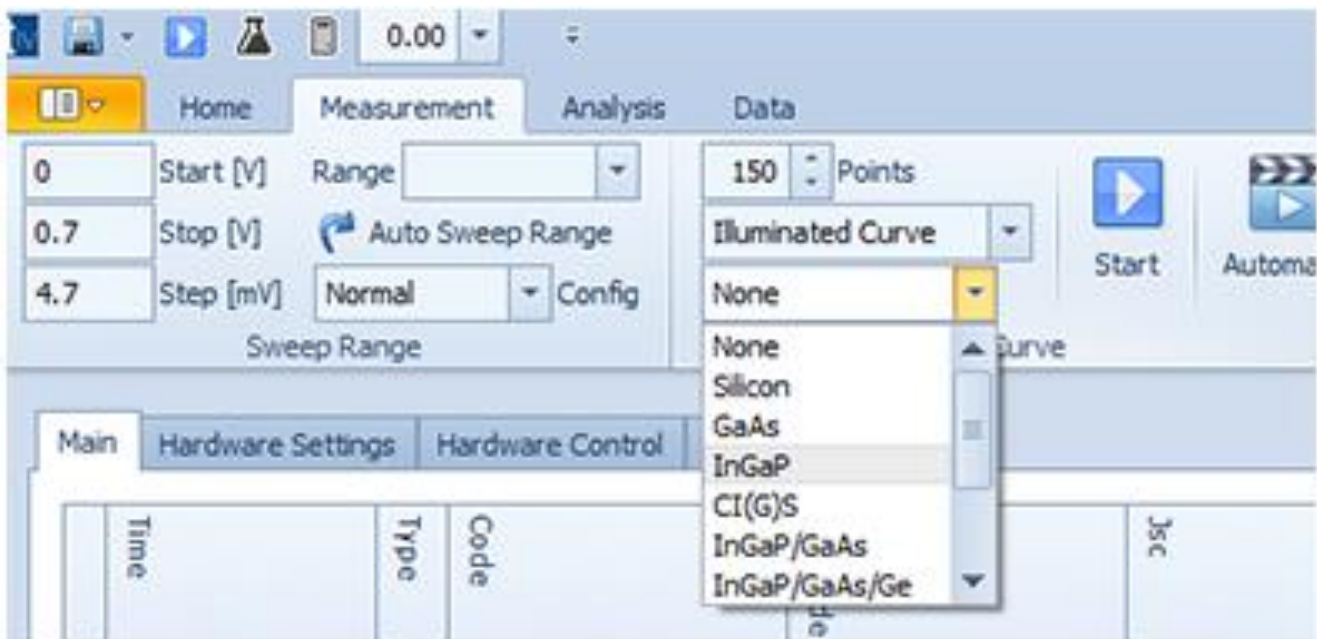 0.00
Home Measurement Analysis Data
0 Start [V] Range 150 Points
0.7 Stop [V] Auto Sweep Range Illuminated Curve
4.7 Step [mV] Normal Config None
Start
Sweep Range Curve
None
Silicon
GaAs
InGaP
CI(G)S
InGaP/GaAs
InGaP/GaAs/Ge
Main Hardware Settings Hardware Control
Time Type Code Jsc